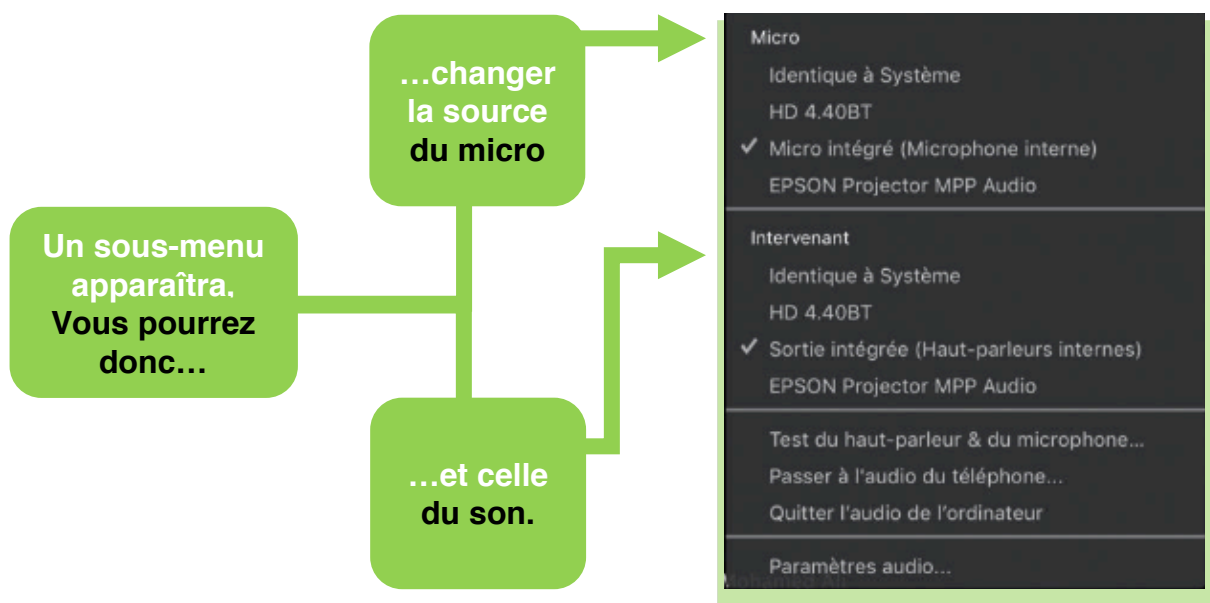 Un sous-menu
apparaîtra.
Vous pourrez
donc…
…changer
la source
du micro
…et celle
du son.
Micro
Identique à Système
HD 4.40BT
✓ Micro intégré (Microphone interne)
EPSON Projector MPP Audio
Intervenant
Identique à Système
HD 4.40BT
✓ Sortie intégrée (Haut-parleurs internes)
EPSON Projector MPP Audio
Test du haut-parleur & du microphone...
Passer à l'audio du téléphone...
Quitter l'audio de l'ordinateur
Paramètres audio...
Mohamed Ali